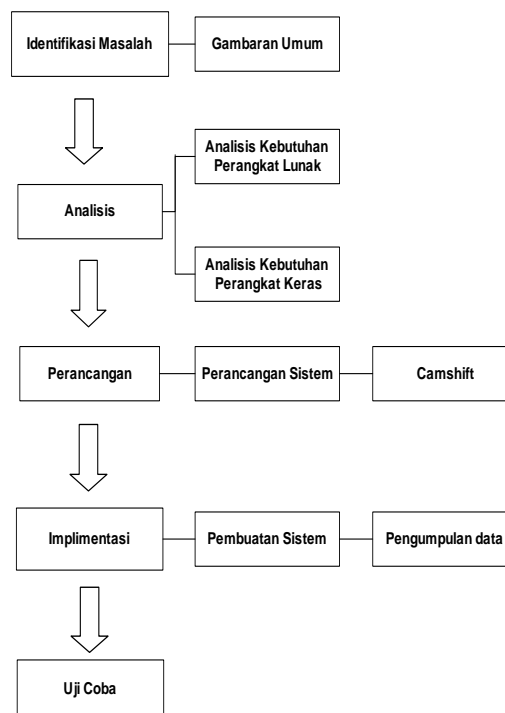 Identifikasi Masalah
Gambaran Umum
Analisis Kebutuhan
Perangkat Lunak
Analisis
Analisis Kebutuhan
Perangkat Keras
Perancangan
Perancangan Sistem
Camshift
Implimentasi
Pembuatan Sistem
Pengumpulan data
Uji Coba